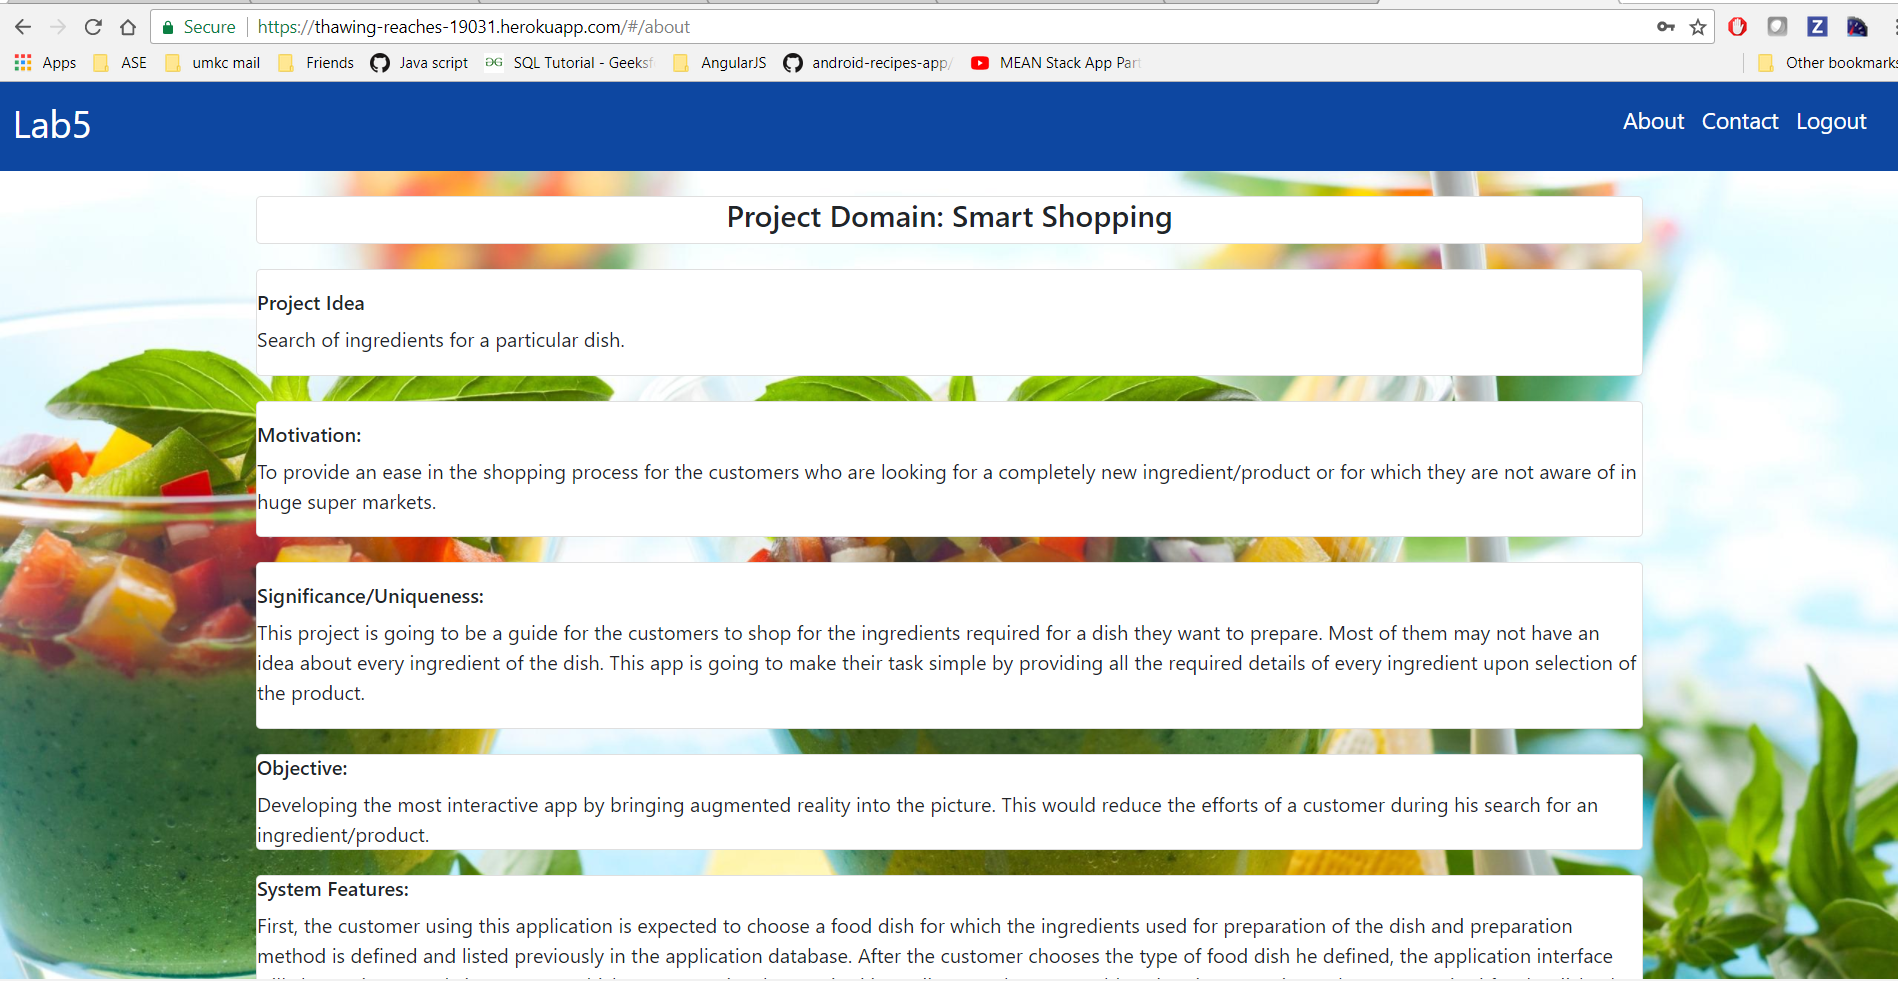 Secure https://thawing-reaches-19031.herokuapp.com/#/about
Apps ASE umkc mail Friends Java script SQL Tutorial - Geeksf AngularJS android-recipes-app/ MEAN Stack App Part Other bookmarks
Lab5 About Contact Logout
Project Domain: Smart Shopping
Project Idea
Search of ingredients for a particular dish.
Motivation:
To provide an ease in the shopping process for the customers who are looking for a completely new ingredient/product or for which they are not aware of in
huge super markets.
Significance/Uniqueness:
This project is going to be a guide for the customers to shop for the ingredients required for a dish they want to prepare. Most of them may not have an
idea about every ingredient of the dish. This app is going to make their task simple by providing all the required details of every ingredient upon selection of
the product.
Objective:
Developing the most interactive app by bringing augmented reality into the picture. This would reduce the efforts of a customer during his search for an
ingredient/product.
System Features:
First, the customer using this application is expected to choose a food dish for which the ingredients used for preparation of the dish and preparation
method is defined and listed previously in the application database. After the customer chooses the type of food dish he defined, the application interface